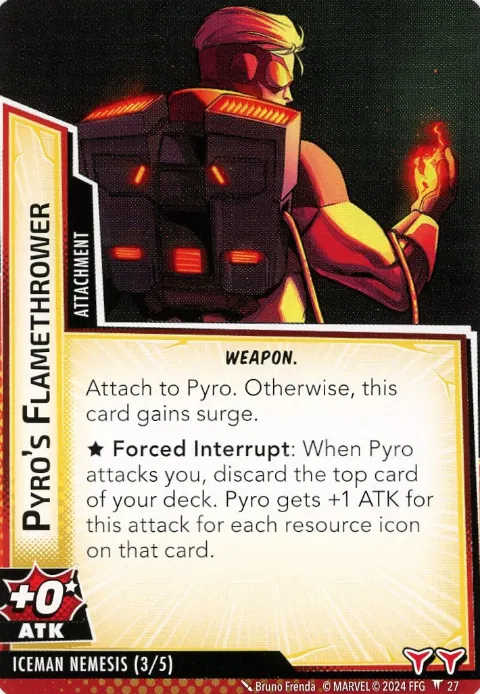 PYRO'S FLAMETHROWER
ATTACHMENT
WEAPON.
Attach to Pyro. Otherwise, this
card gains surge.
★ Forced Interrupt: When Pyro
attacks you, discard the top card
of your deck. Pyro gets +1 ATK for
this attack for each resource icon
on that card.
+0★
ATK
ICEMAN NEMESIS (3/5)
Bruno Frenda © MARVEL © 2024 FFG 27